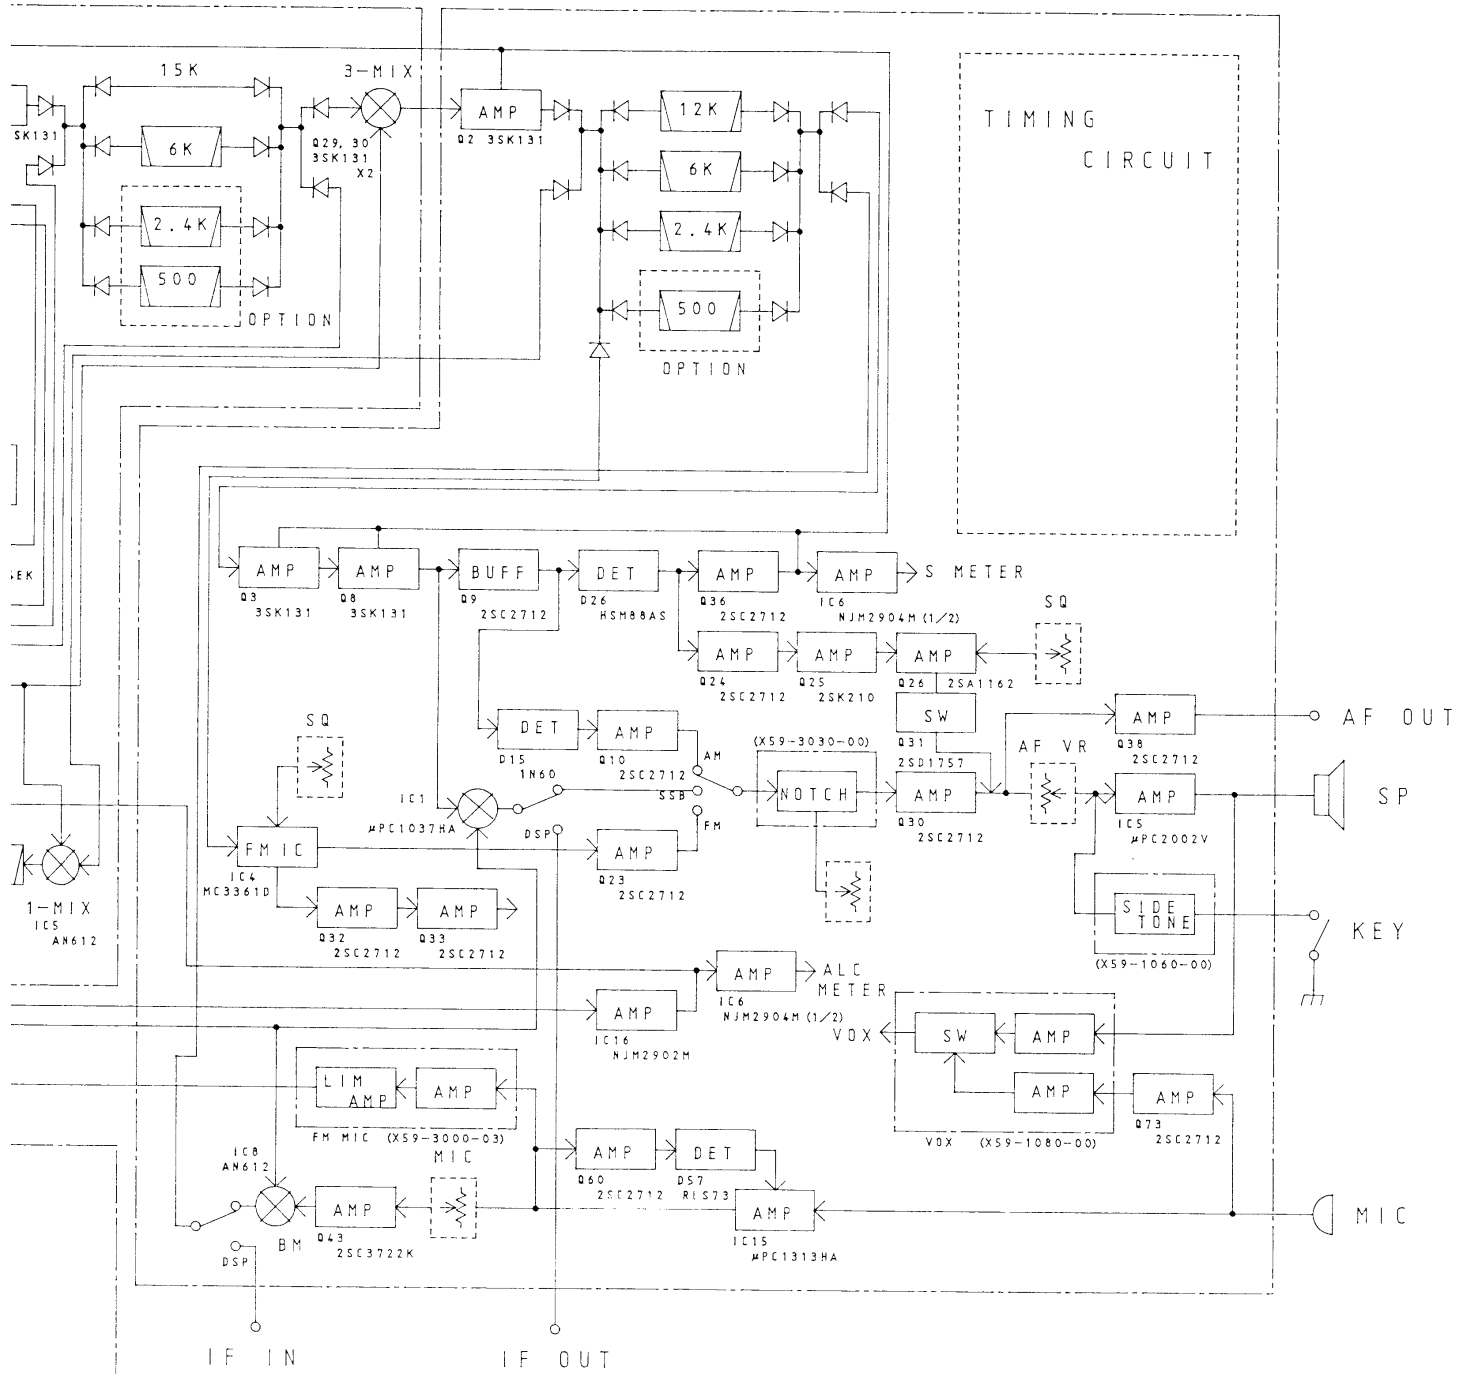 15K
3-MIX
SK131
6K
Q29,30
3SK131
X2
2.4K
500
OPTION
AMP
Q2 3SK131
12K
6K
2.4K
500
OPTION
TIMING
CIRCUIT
AMP
Q3
3SK131
AMP
Q8
3SK131
BUFF
Q9
2SC2712
DET
D26
HSM88AS
AMP
Q36
2SC2712
AMP
IC6
NJM2904M (1/2)
S METER
SQ
AMP
Q24
2SC2712
AMP
Q25
2SK210
AMP
Q26
2SA1162
SW
Q31
2SD1757
SQ
DET
D15
1N60
AMP
Q10
2SC2712
AM
SSB
FM
(X59-3030-00)
NOTCH
AMP
Q30
2SC2712
AF VR
AMP
Q38
2SC2712
AF OUT
AMP
IC5
μPC2002V
SP
IC1
μPC1037HA
DSP
FM IC
IC4
MC3361D
AMP
Q23
2SC2712
AMP
Q32
2SC2712
AMP
Q33
2SC2712
1-MIX
IC5
AN612
SIDE
TONE
(X59-1060-00)
KEY
AMP
IC6
NJM2904M (1/2)
ALC
METER
AMP
IC16
NJM2902M
VOX
SW
AMP
AMP
VOX (X59-1080-00)
AMP
Q73
2SC2712
LIM
AMP
AMP
FM MIC (X59-3000-03)
IC8
AN612
MIC
AMP
Q60
2SC2712
DET
D57
RLS73
BM
AMP
Q43
2SC3722K
AMP
IC15
μPC1313HA
MIC
DSP
IF IN
IF OUT